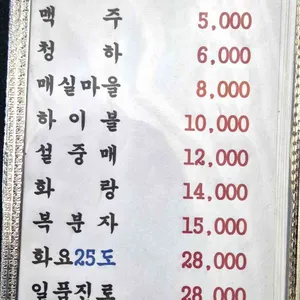 맥 주 5,000
청 하 6,000
매실마을 8,000
하 이 볼 10,000
설 중 매 12,000
화 랑 14,000
복 분 자 15,000
화요25도 28,000
일품진로 28,000